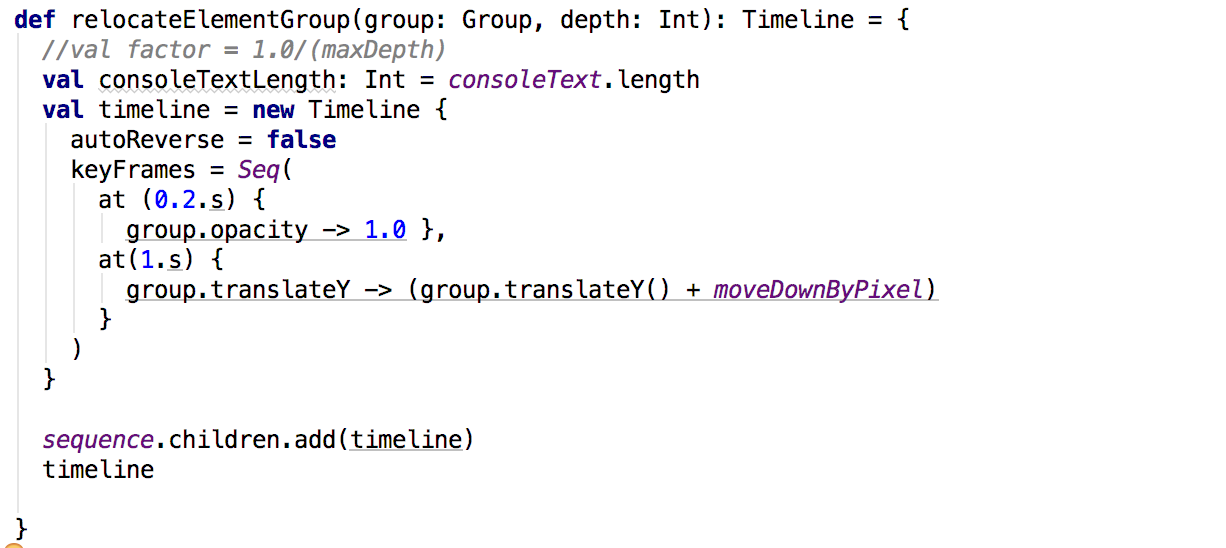 def relocateElementGroup(group: Group, depth: Int): Timeline = {
  //val factor = 1.0/(maxDepth)
  val consoleTextLength: Int = consoleText.length
  val timeline = new Timeline {
    autoReverse = false
    keyFrames = Seq(
      at (0.2.s) {
        group.opacity -> 1.0 },
      at(1.s) {
        group.translateY -> (group.translateY() + moveDownByPixel)
      }
    )
  }

  sequence.children.add(timeline)
  timeline

}